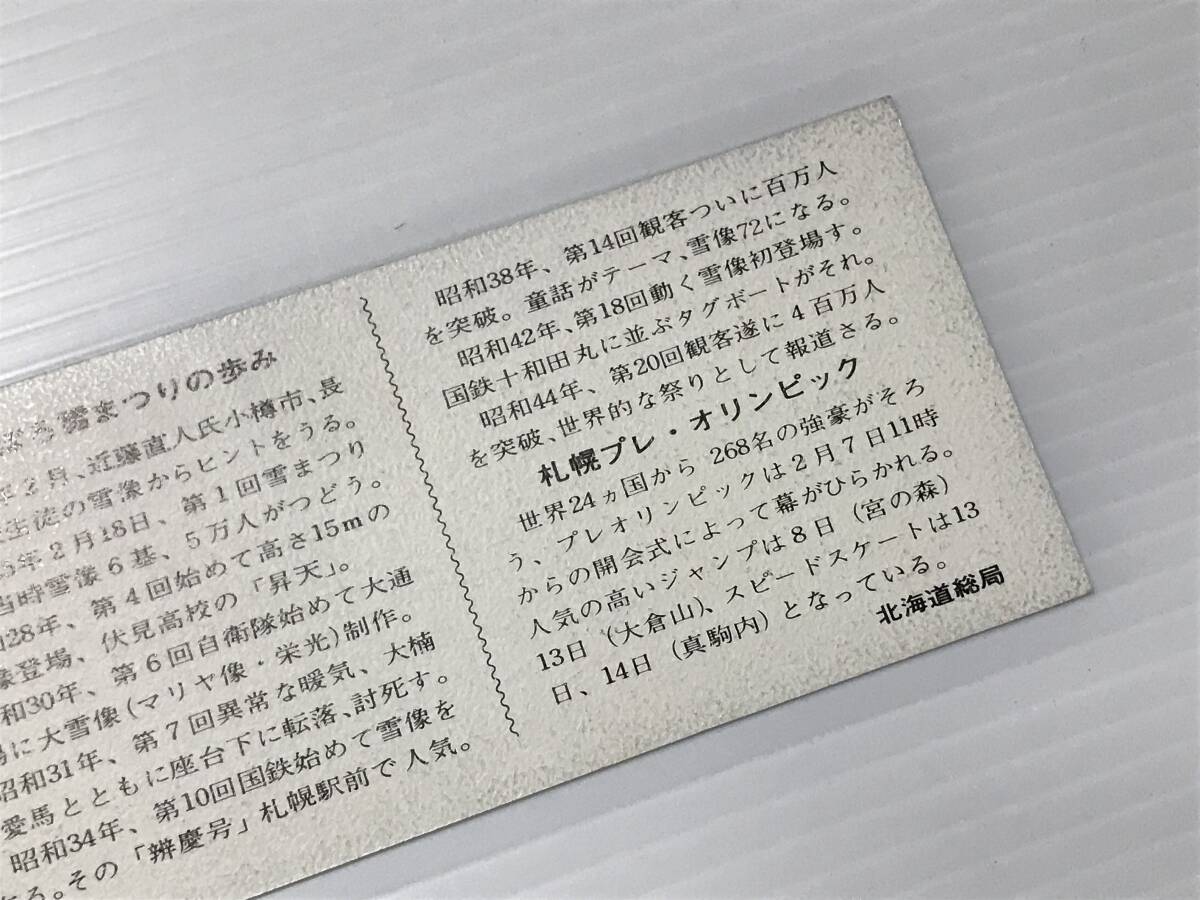 雪まつりの歩み
年2月、近藤直人氏小樽市、長
生徒の雪像からヒントをうる。
年2月18日、第1回雪まつり
当時雪像6基、5万人がつどう。
28年、第4回始めて高さ15mの
像登場、伏見高校の「昇天」。
和30年、第6回自衛隊始めて大通
場に大雪像(マリヤ像・栄光)制作。
昭和31年、第7回異常な暖気、大楠
愛馬とともに座台下に転落、討死す。
昭和34年、第10回国鉄始めて雪像を
る。その「辨慶号」札幌駅前で人気。
昭和38年、第14回観客ついに百万人
を突破。童話がテーマ、雪像72になる。
昭和42年、第18回動く雪像初登場す。
国鉄十和田丸に並ぶタグボートがそれ。
昭和44年、第20回観客遂に4百万人
を突破、世界的な祭りとして報道さる。
札幌プレ・オリンピック
世界24ヵ国から 268名の強豪がそろ
う、プレオリンピックは2月7日11時
からの開会式によって幕がひらかれる。
人気の高いジャンプは8日(宮の森)
13日(大倉山)、スピードスケートは13
日、14日(真駒内)となっている。
北海道総局